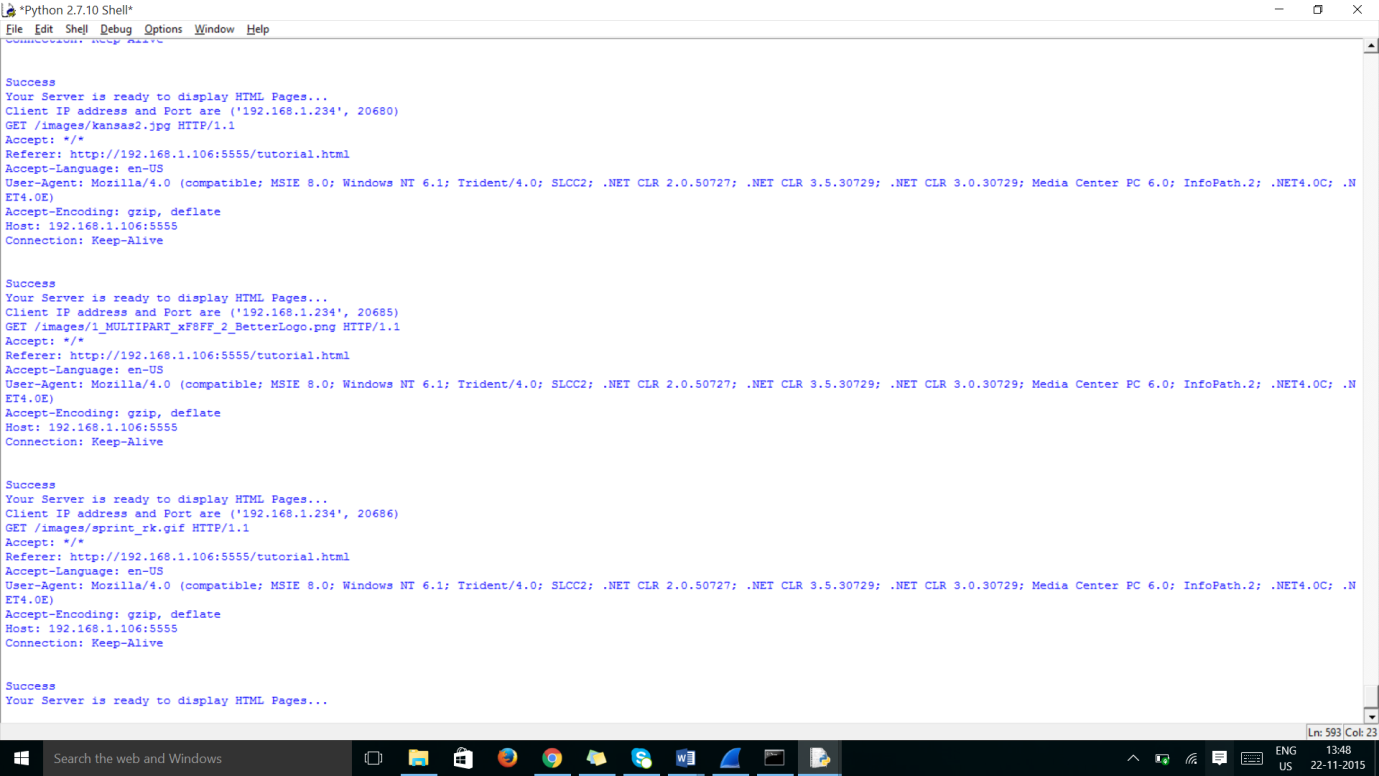 *Python 2.7.10 Shell*
File Edit Shell Debug Options Window Help
Connection: Keep-Alive
Success
Your Server is ready to display HTML Pages...
Client IP address and Port are ('192.168.1.234', 20680)
GET /images/kansas2.jpg HTTP/1.1
Accept: */*
Referer: http://192.168.1.106:5555/tutorial.html
Accept-Language: en-US
User-Agent: Mozilla/4.0 (compatible; MSIE 8.0; Windows NT 6.1; Trident/4.0; SLCC2; .NET CLR 2.0.50727; .NET CLR 3.5.30729; .NET CLR 3.0.30729; Media Center PC 6.0; InfoPath.2; .NET4.0C; .N
ET4.0E)
Accept-Encoding: gzip, deflate
Host: 192.168.1.106:5555
Connection: Keep-Alive
Success
Your Server is ready to display HTML Pages...
Client IP address and Port are ('192.168.1.234', 20685)
GET /images/1_MULTIPART_xF8FF_2_BetterLogo.png HTTP/1.1
Accept: */*
Referer: http://192.168.1.106:5555/tutorial.html
Accept-Language: en-US
User-Agent: Mozilla/4.0 (compatible; MSIE 8.0; Windows NT 6.1; Trident/4.0; SLCC2; .NET CLR 2.0.50727; .NET CLR 3.5.30729; .NET CLR 3.0.30729; Media Center PC 6.0; InfoPath.2; .NET4.0C; .N
ET4.0E)
Accept-Encoding: gzip, deflate
Host: 192.168.1.106:5555
Connection: Keep-Alive
Success
Your Server is ready to display HTML Pages...
Client IP address and Port are ('192.168.1.234', 20686)
GET /images/sprint_rk.gif HTTP/1.1
Accept: */*
Referer: http://192.168.1.106:5555/tutorial.html
Accept-Language: en-US
User-Agent: Mozilla/4.0 (compatible; MSIE 8.0; Windows NT 6.1; Trident/4.0; SLCC2; .NET CLR 2.0.50727; .NET CLR 3.5.30729; .NET CLR 3.0.30729; Media Center PC 6.0; InfoPath.2; .NET4.0C; .N
ET4.0E)
Accept-Encoding: gzip, deflate
Host: 192.168.1.106:5555
Connection: Keep-Alive
Success
Your Server is ready to display HTML Pages...
Ln: 593 Col: 23
Search the web and Windows
ENG
US
13:48
22-11-2015